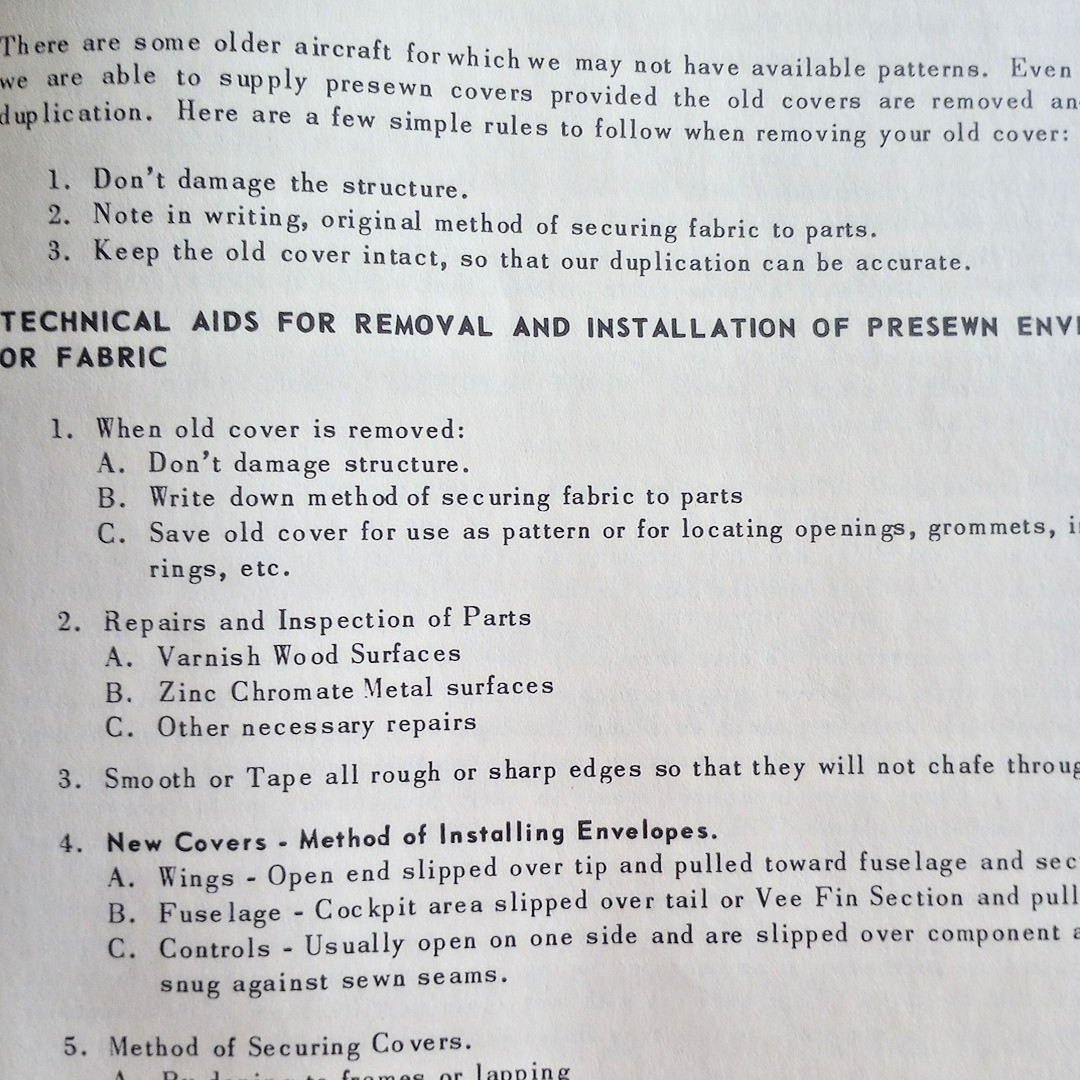 There are some older aircraft for which we may not have available patterns. Even
we are able to supply presewn covers provided the old covers are removed an
duplication. Here are a few simple rules to follow when removing your old cover:
1. Don't damage the structure.
2. Note in writing, original method of securing fabric to parts.
3. Keep the old cover intact, so that our duplication can be accurate.
TECHNICAL AIDS FOR REMOVAL AND INSTALLATION OF PRESEWN ENV
OR FABRIC
1. When old cover is removed:
A. Don't damage structure.
B. Write down method of securing fabric to parts
C. Save old cover for use as pattern or for locating openings, grommets, i
rings, etc.
2. Repairs and Inspection of Parts
A. Varnish Wood Surfaces
B. Zinc Chromate Metal surfaces
C. Other necessary repairs
3. Smooth or Tape all rough or sharp edges so that they will not chafe throug
4. New Covers - Method of Installing Envelopes.
A. Wings - Open end slipped over tip and pulled toward fuselage and sec
B. Fuselage - Cockpit area slipped over tail or Vee Fin Section and pull
C. Controls - Usually open on one side and are slipped over component a
snug against sewn seams.
5. Method of Securing Covers.
A. By doping to frames or lapping